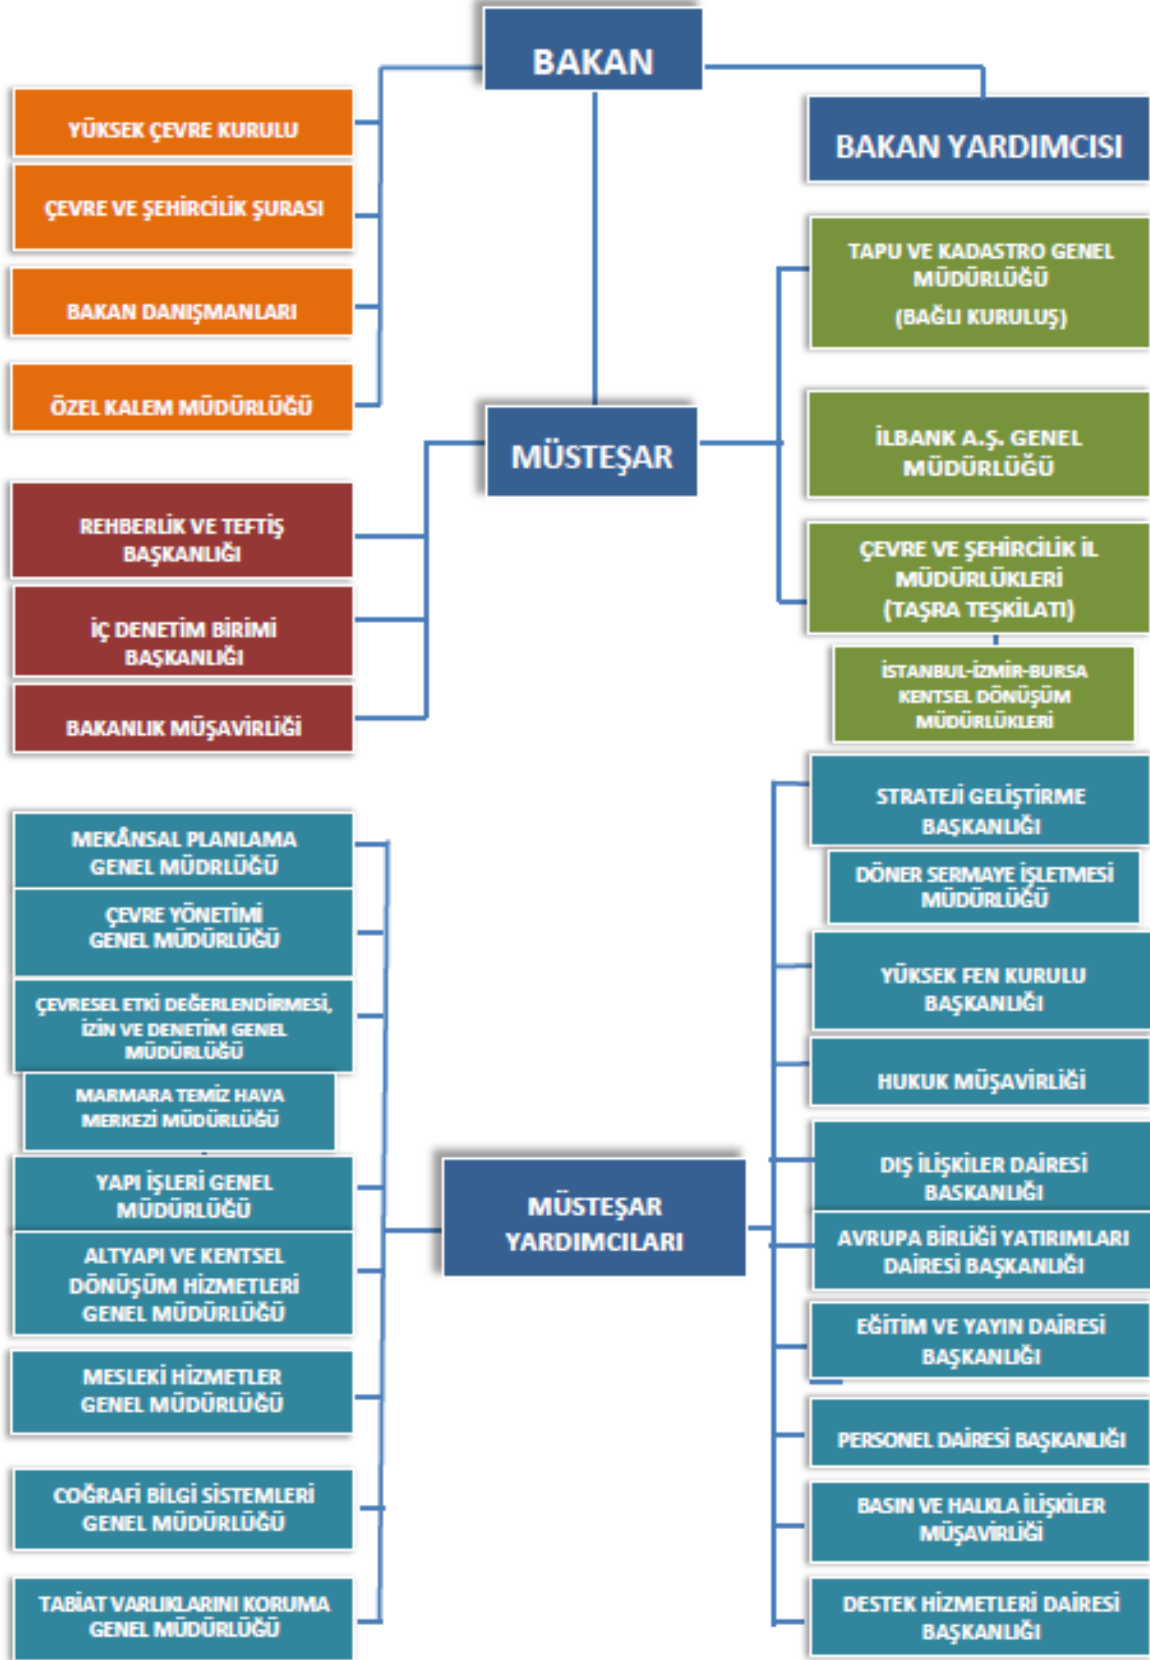 BAKAN
BAKAN YARDIMCISI
YÜKSEK ÇEVRE KURULU
ÇEVRE VE ŞEHİRCİLİK ŞURASI
BAKAN DANIŞMANLARI
ÖZEL KALEM MÜDÜRLÜĞÜ
TAPU VE KADASTRO GENEL
MÜDÜRLÜĞÜ
(BAĞLI KURULUŞ)
MÜSTEŞAR
İLBANK A.Ş. GENEL
MÜDÜRLÜĞÜ
ÇEVRE VE ŞEHİRCİLİK İL
MÜDÜRLÜKLERİ
(TAŞRA TEŞKİLATI)
İSTANBUL-İZMİR-BURSA
KENTSEL DÖNÜŞÜM
MÜDÜRLÜKLERİ
REHBERLİK VE TEFTİŞ
BAŞKANLIĞI
İÇ DENETİM BİRİMİ
BAŞKANLIĞI
BAKANLIK MÜŞAVİRLİĞİ
MEKÂNSAL PLANLAMA
GENEL MÜDRLÜĞÜ
ÇEVRE YÖNETİMİ
GENEL MÜDÜRLÜĞÜ
ÇEVRESEL ETKİ DEĞERLENDİRMESİ,
İZİN VE DENETİM GENEL
MÜDÜRLÜĞÜ
MARMARA TEMİZ HAVA
MERKEZİ MÜDÜRLÜĞÜ
YAPI İŞLERİ GENEL
MÜDÜRLÜĞÜ
ALTYAPI VE KENTSEL
DÖNÜŞÜM HİZMETLERİ
GENEL MÜDÜRLÜĞÜ
MESLEKİ HİZMETLER
GENEL MÜDÜRLÜĞÜ
COĞRAFİ BİLGİ SİSTEMLERİ
GENEL MÜDÜRLÜĞÜ
TABİAT VARLIKLARINI KORUMA
GENEL MÜDÜRLÜĞÜ
MÜSTEŞAR
YARDIMCILARI
STRATEJİ GELİŞTİRME
BAŞKANLIĞI
DÖNER SERMAYE İŞLETMESİ
MÜDÜRLÜĞÜ
YÜKSEK FEN KURULU
BAŞKANLIĞI
HUKUK MÜŞAVİRLİĞİ
DIŞ İLİŞKİLER DAİRESİ
BASKANLIĞI
AVRUPA BİRLİĞİ YATIRIMLARI
DAİRESİ BAŞKANLIĞI
EĞİTİM VE YAYIN DAİRESİ
BAŞKANLIĞI
PERSONEL DAİRESİ BAŞKANLIĞI
BASIN VE HALKLA İLİŞKİLER
MÜŞAVİRLİĞİ
DESTEK HİZMETLERİ DAİRESİ
BAŞKANLIĞI